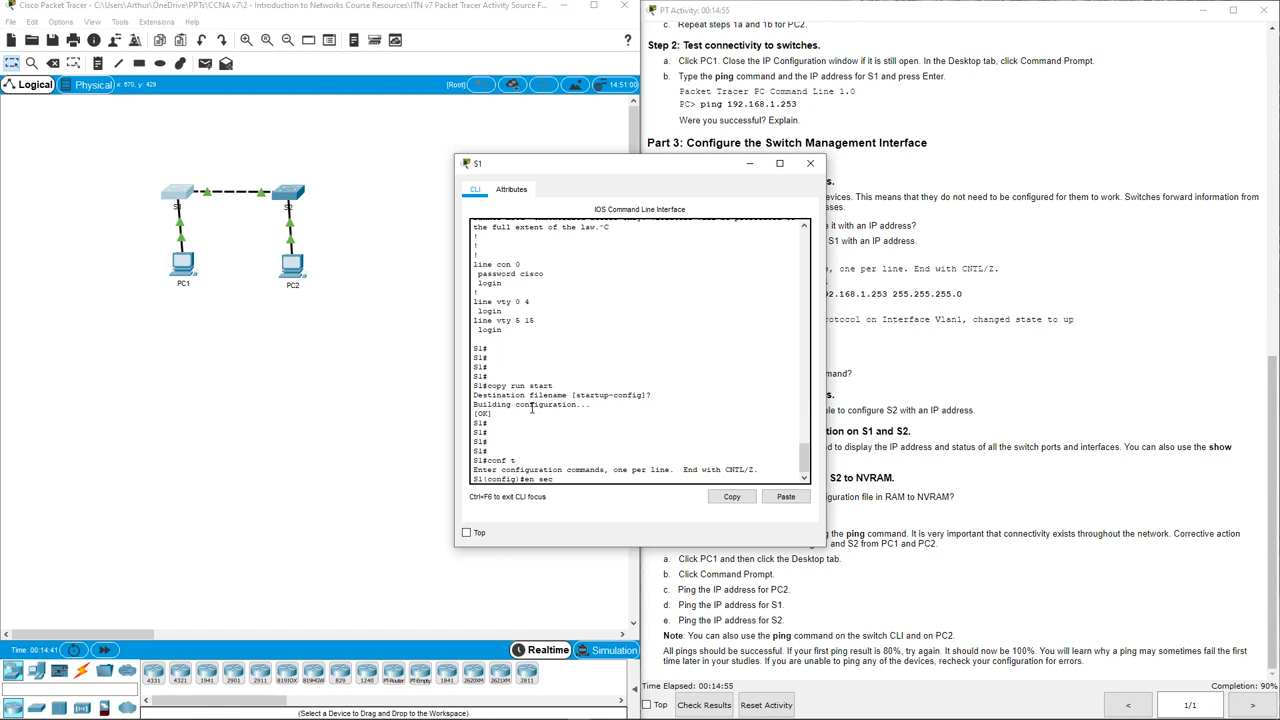 Cisco Packet Tracer - C:\Users\Arthur\OneDrive\PPTs\CCNA v7\2 - Introduction to Networks Course Resources\ITN v7 Packet Tracer Activity Source F...
File Edit Options View Tools Extensions Help
Logical Physical x: 670, y: 429 [Root] 14:51:00
S1 S2
PC1 PC2
Time: 00:14:41 Realtime Simulation
4331 4321 1941 2901 2911 819IOX 819HGW 829 1240 PT-Router PT-Empty 1841 2620XM 2621XM 2811
(Select a Device to Drag and Drop to the Workspace)
S1
CLI Attributes
IOS Command Line Interface
the full extent of the law.^C
!
!
!
line con 0
password cisco
login
!
line vty 0 4
login
line vty 5 15
login
S1#
S1#
S1#
S1#
S1#copy run start
Destination filename [startup-config]?
Building configuration...
[OK]
S1#
S1#
S1#
S1#
S1#conf t
Enter configuration commands, one per line. End with CNTL/Z.
S1(config)#en sec
Ctrl+F6 to exit CLI focus Copy Paste
Top
PT Activity: 00:14:55
c. Repeat steps 1a and 1b for PC2.
Step 2: Test connectivity to switches.
a. Click PC1. Close the IP Configuration window if it is still open. In the Desktop tab, click Command Prompt.
b. Type the ping command and the IP address for S1 and press Enter.
Packet Tracer PC Command Line 1.0
PC> ping 192.168.1.253
Were you successful? Explain.
Part 3: Configure the Switch Management Interface
s.
devices. This means that they do not need to be configured for them to work. Switches forward information from
sses.
e it with an IP address?
S1 with an IP address.
, one per line. End with CNTL/Z.
92.168.1.253 255.255.255.0
otocol on Interface Vlan1, changed state to up
mand?
s.
ble to configure S2 with an IP address.
tion on S1 and S2.
nd to display the IP address and status of all the switch ports and interfaces. You can also use the show
S2 to NVRAM.
iguration file in RAM to NVRAM?
g the ping command. It is very important that connectivity exists throughout the network. Corrective action
and S2 from PC1 and PC2.
a. Click PC1 and then click the Desktop tab.
b. Click Command Prompt.
c. Ping the IP address for PC2.
d. Ping the IP address for S1.
e. Ping the IP address for S2.
Note: You can also use the ping command on the switch CLI and on PC2.
All pings should be successful. If your first ping result is 80%, try again. It should now be 100%. You will learn why a ping may sometimes fail the first
time later in your studies. If you are unable to ping any of the devices, recheck your configuration for errors.
Time Elapsed: 00:14:55 Completion: 90%
Top Check Results Reset Activity < 1/1 >